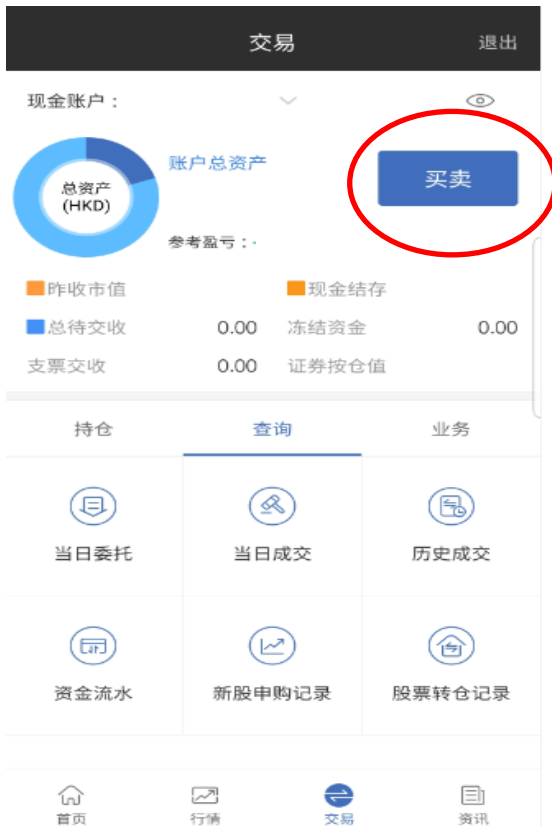 交易 退出
现金账户：
账户总资产
买卖
总资产
(HKD)
参考盈亏：-
昨收市值 现金结存
总待交收 0.00 冻结资金 0.00
支票交收 0.00 证券按仓值
持仓 查询 业务
当日委托 当日成交 历史成交
资金流水 新股申购记录 股票转仓记录
首页 行情 交易 资讯